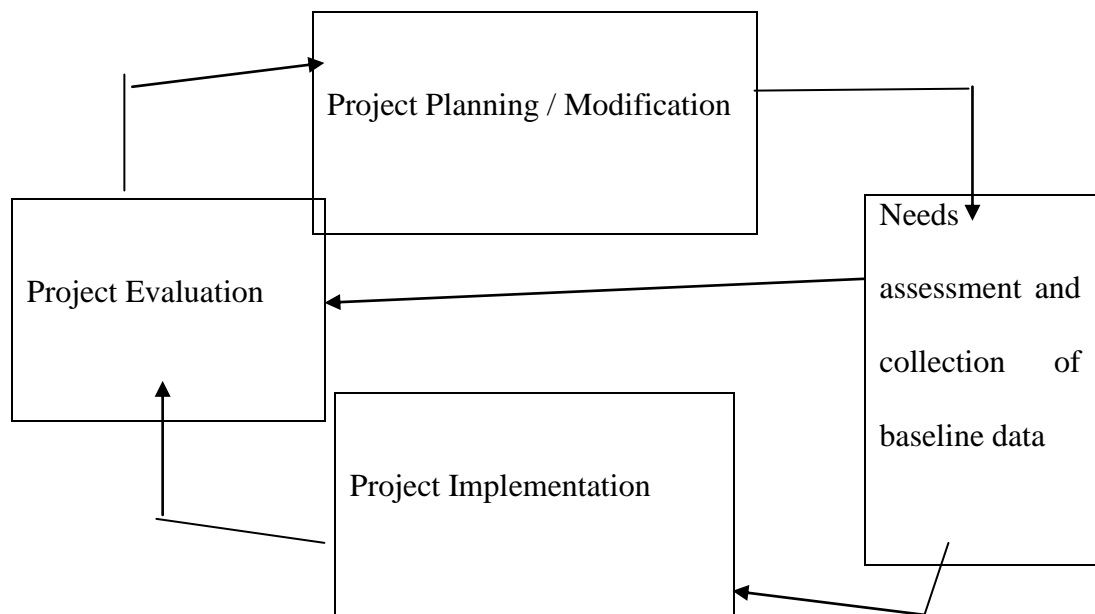 Project Planning / Modification
Needs
assessment and
collection of
baseline data
Project Evaluation
Project Implementation